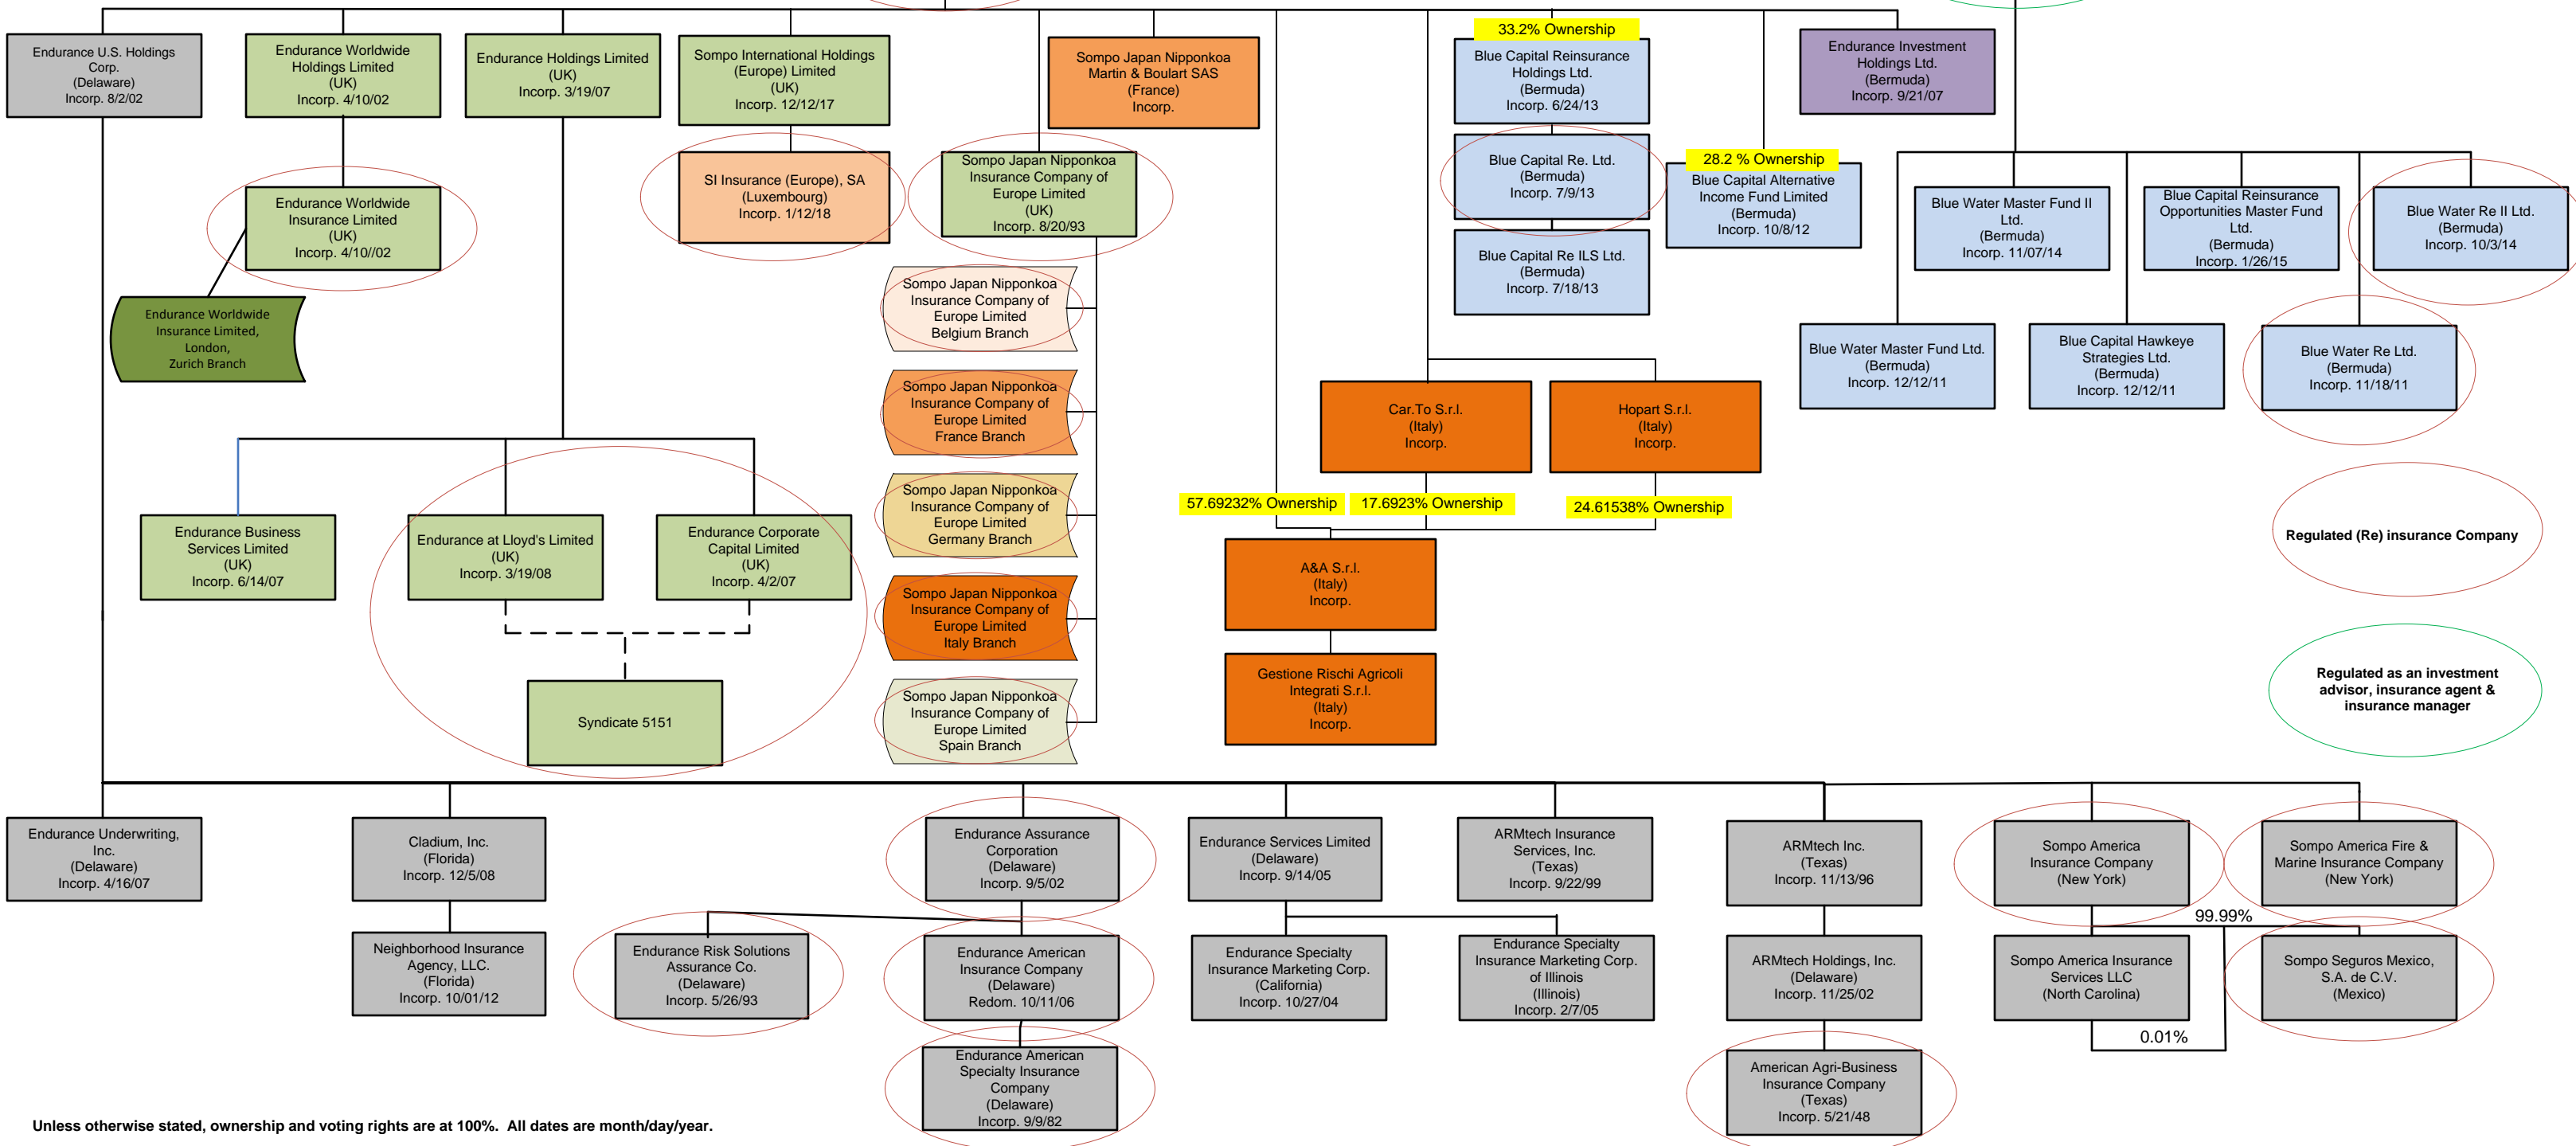 Endurance U.S. Holdings
Corp.
(Delaware)
Incorp. 8/2/02
Endurance Worldwide
Holdings Limited
(UK)
Incorp. 4/10/02
Endurance Holdings Limited
(UK)
Incorp. 3/19/07
Sompo International Holdings
(Europe) Limited
(UK)
Incorp. 12/12/17
Sompo Japan Nipponkoa
Martin & Boulart SAS
(France)
Incorp.
33.2% Ownership
Blue Capital Reinsurance
Holdings Ltd.
(Bermuda)
Incorp. 6/24/13
Endurance Investment
Holdings Ltd.
(Bermuda)
Incorp. 9/21/07
Endurance Worldwide
Insurance Limited
(UK)
Incorp. 4/10//02
SI Insurance (Europe), SA
(Luxembourg)
Incorp. 1/12/18
Sompo Japan Nipponkoa
Insurance Company of
Europe Limited
(UK)
Incorp. 8/20/93
Blue Capital Re. Ltd.
(Bermuda)
Incorp. 7/9/13
28.2 % Ownership
Blue Capital Alternative
Income Fund Limited
(Bermuda)
Incorp. 10/8/12
Blue Water Master Fund II
Ltd.
(Bermuda)
Incorp. 11/07/14
Blue Capital Reinsurance
Opportunities Master Fund
Ltd.
(Bermuda)
Incorp. 1/26/15
Blue Water Re II Ltd.
(Bermuda)
Incorp. 10/3/14
Blue Capital Re ILS Ltd.
(Bermuda)
Incorp. 7/18/13
Endurance Worldwide
Insurance Limited,
London,
Zurich Branch
Sompo Japan Nipponkoa
Insurance Company of
Europe Limited
Belgium Branch
Blue Water Master Fund Ltd.
(Bermuda)
Incorp. 12/12/11
Blue Capital Hawkeye
Strategies Ltd.
(Bermuda)
Incorp. 12/12/11
Blue Water Re Ltd.
(Bermuda)
Incorp. 11/18/11
Sompo Japan Nipponkoa
Insurance Company of
Europe Limited
France Branch
Car.To S.r.l.
(Italy)
Incorp.
Hopart S.r.l.
(Italy)
Incorp.
Sompo Japan Nipponkoa
Insurance Company of
Europe Limited
Germany Branch
57.69232% Ownership
17.6923% Ownership
24.61538% Ownership
Regulated (Re) insurance Company
Endurance Business
Services Limited
(UK)
Incorp. 6/14/07
Endurance at Lloyd's Limited
(UK)
Incorp. 3/19/08
Endurance Corporate
Capital Limited
(UK)
Incorp. 4/2/07
Sompo Japan Nipponkoa
Insurance Company of
Europe Limited
Italy Branch
A&A S.r.l.
(Italy)
Incorp.
Syndicate 5151
Sompo Japan Nipponkoa
Insurance Company of
Europe Limited
Spain Branch
Gestione Rischi Agricoli
Integrati S.r.l.
(Italy)
Incorp.
Regulated as an investment
advisor, insurance agent &
insurance manager
Endurance Underwriting,
Inc.
(Delaware)
Incorp. 4/16/07
Cladium, Inc.
(Florida)
Incorp. 12/5/08
Endurance Assurance
Corporation
(Delaware)
Incorp. 9/5/02
Endurance Services Limited
(Delaware)
Incorp. 9/14/05
ARMtech Insurance
Services, Inc.
(Texas)
Incorp. 9/22/99
ARMtech Inc.
(Texas)
Incorp. 11/13/96
Sompo America
Insurance Company
(New York)
Sompo America Fire &
Marine Insurance Company
(New York)
99.99%
Neighborhood Insurance
Agency, LLC.
(Florida)
Incorp. 10/01/12
Endurance Risk Solutions
Assurance Co.
(Delaware)
Incorp. 5/26/93
Endurance American
Insurance Company
(Delaware)
Redom. 10/11/06
Endurance Specialty
Insurance Marketing Corp.
(California)
Incorp. 10/27/04
Endurance Specialty
Insurance Marketing Corp.
of Illinois
(Illinois)
Incorp. 2/7/05
ARMtech Holdings, Inc.
(Delaware)
Incorp. 11/25/02
Sompo America Insurance
Services LLC
(North Carolina)
Sompo Seguros Mexico,
S.A. de C.V.
(Mexico)
0.01%
Endurance American
Specialty Insurance
Company
(Delaware)
Incorp. 9/9/82
American Agri-Business
Insurance Company
(Texas)
Incorp. 5/21/48
Unless otherwise stated, ownership and voting rights are at 100%. All dates are month/day/year.